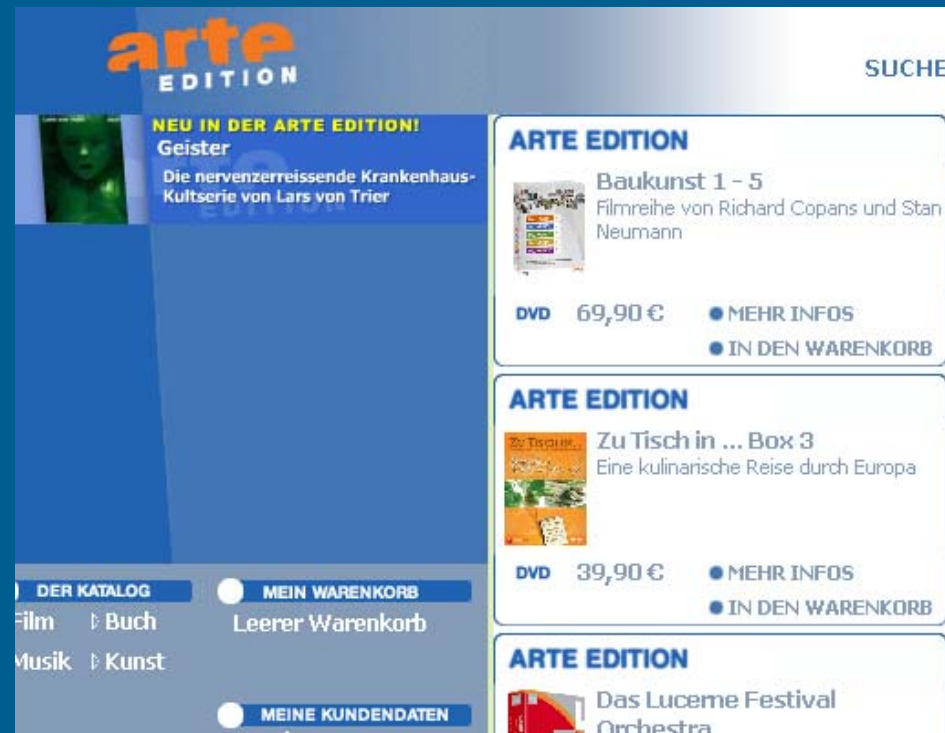 arte
EDITION
SUCHE
NEU IN DER ARTE EDITION!
Geister
Die nervenzerreissende Krankenhaus-
Kultserie von Lars von Trier
ARTE EDITION
Baukunst 1 - 5
Filmreihe von Richard Copans und Stan
Neumann
DVD 69,90 € MEHR INFOS
IN DEN WARENKORB
ARTE EDITION
Zu Tisch in ... Box 3
Eine kulinarische Reise durch Europa
DVD 39,90 € MEHR INFOS
IN DEN WARENKORB
ARTE EDITION
Das Lucerne Festival
Orchestra
DER KATALOG
Film Buch
Musik Kunst
MEIN WARENKORB
Leerer Warenkorb
MEINE KUNDENDATEN